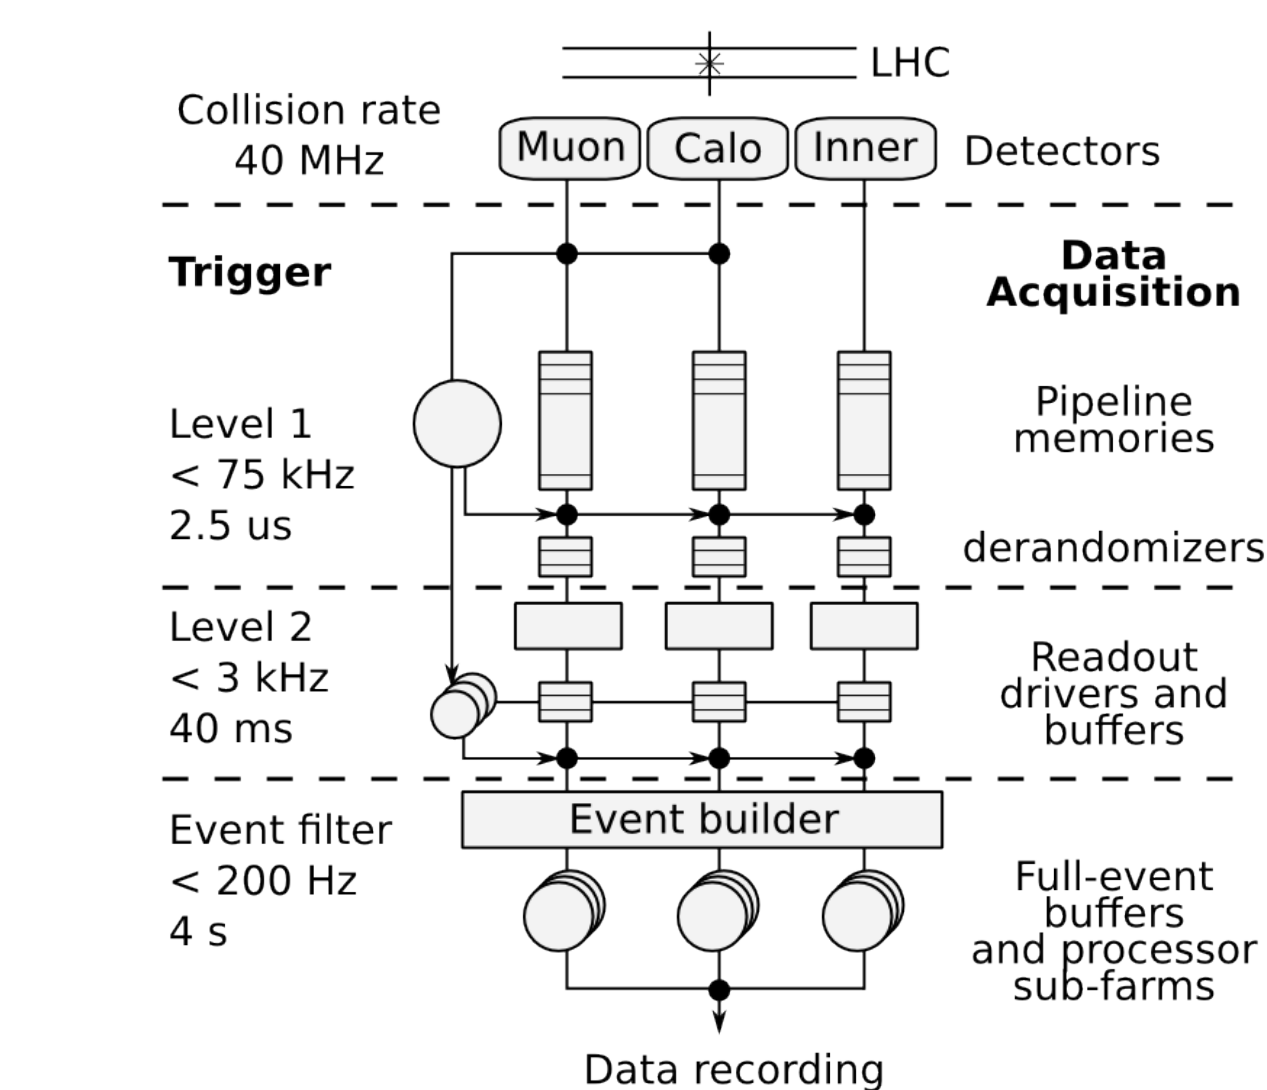 LHC
Collision rate
40 MHz
Muon
Calo
Inner
Detectors
Trigger
Data
Acquisition
Level 1
< 75 kHz
2.5 us
Pipeline
memories
derandomizers
Level 2
< 3 kHz
40 ms
Readout
drivers and
buffers
Event builder
Event filter
< 200 Hz
4 s
Full-event
buffers
and processor
sub-farms
Data recording